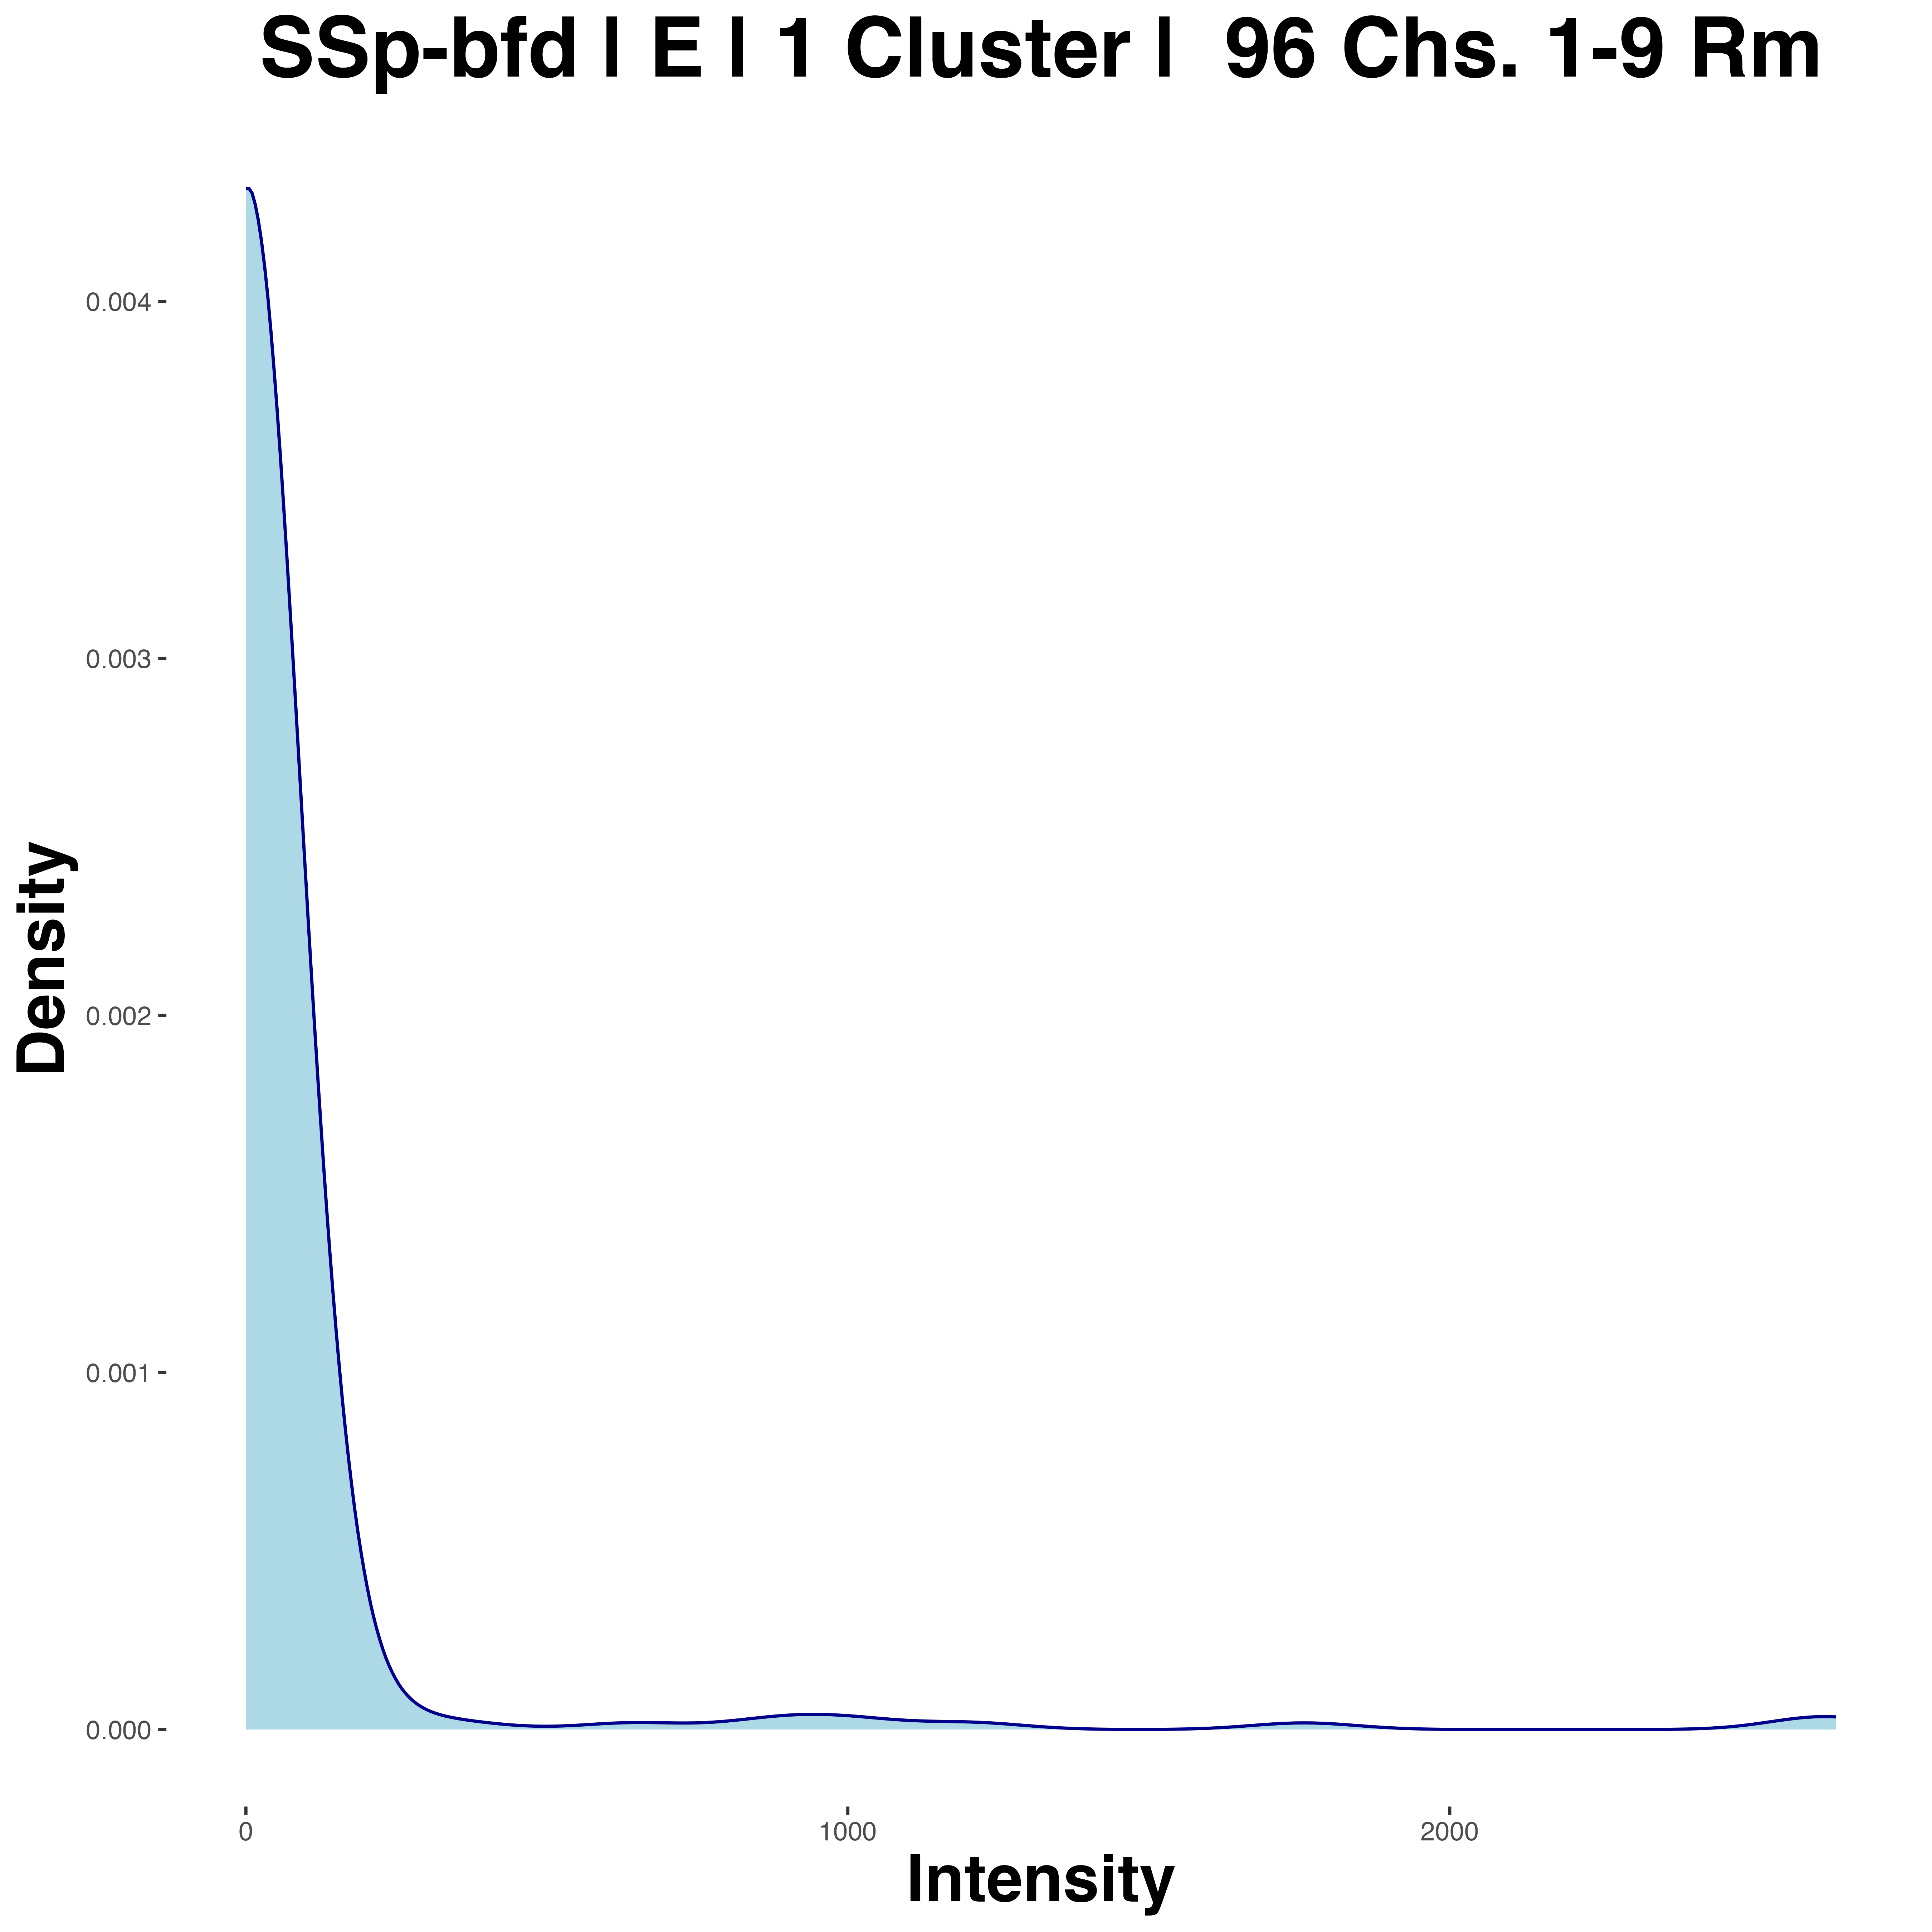 SSp-bfd | E | 1 Cluster | 96 Chs. 1-9 Rm
Density
0.004
0.003
0.002
0.001
0.000
0
1000
2000
Intensity